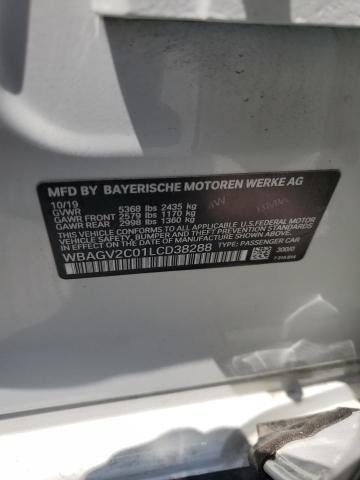 MFD BY BAYERISCHE MOTOREN WERKE AG
10/19
GVWR 5368 lbs 2435 kg
GAWR FRONT 2579 lbs 1170 kg
GAWR REAR 2998 lbs 1360 kg
THIS VEHICLE CONFORMS TO ALL APPLICABLE U.S. FEDERAL MOTOR
VEHICLE SAFETY, BUMPER, AND THEFT PREVENTION STANDARDS
IN EFFECT ON THE DATE OF MANUFACTURE SHOWN ABOVE.
WBAGV2C01LCD38288 TYPE: PASSENGER CAR
300/0